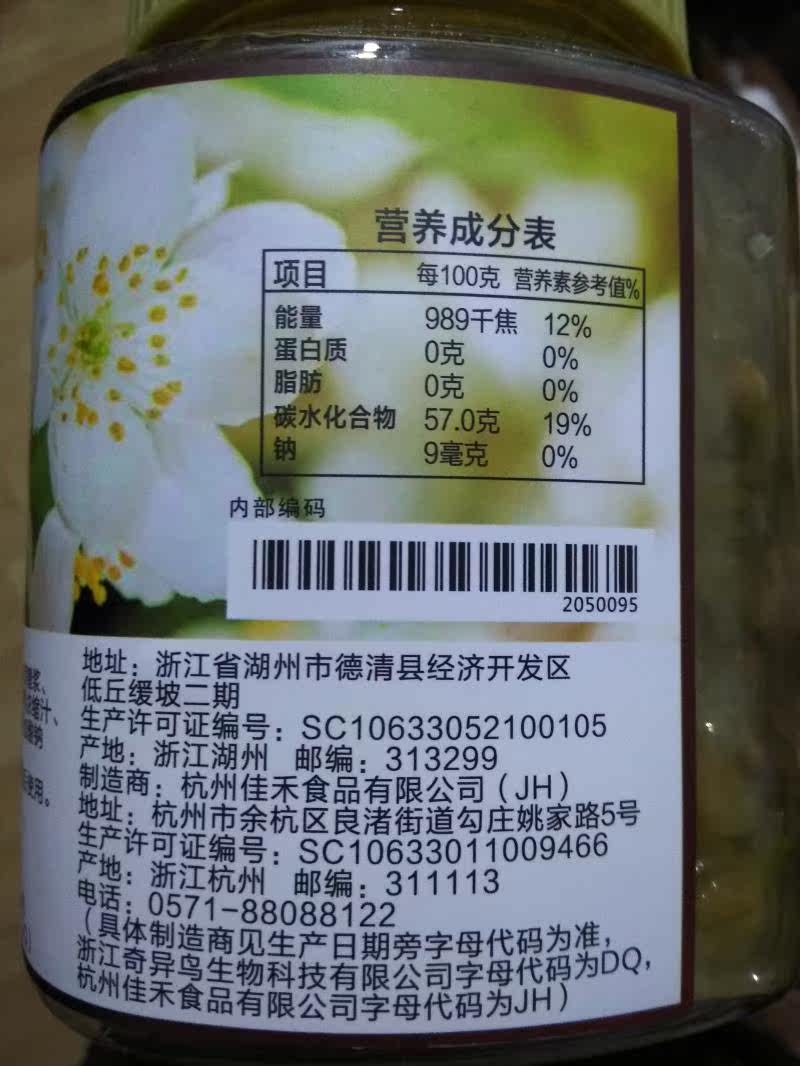 营养成分表
项目 每100克 营养素参考值%
能量 989千焦 12%
蛋白质 0克 0%
脂肪 0克 0%
碳水化合物 57.0克 19%
钠 9毫克 0%
内部编码
2050095
地址：浙江省湖州市德清县经济开发区
低丘缓坡二期
生产许可证编号：SC10633052100105
产地：浙江湖州 邮编：313299
制造商：杭州佳禾食品有限公司（JH）
地址：杭州市余杭区良渚街道勾庄姚家路5号
生产许可证编号：SC10633011009466
产地：浙江杭州 邮编：311113
电话：0571-88088122
（具体制造商见生产日期旁字母代码为准，
浙江奇异鸟生物科技有限公司字母代码为DQ，
杭州佳禾食品有限公司字母代码为JH）